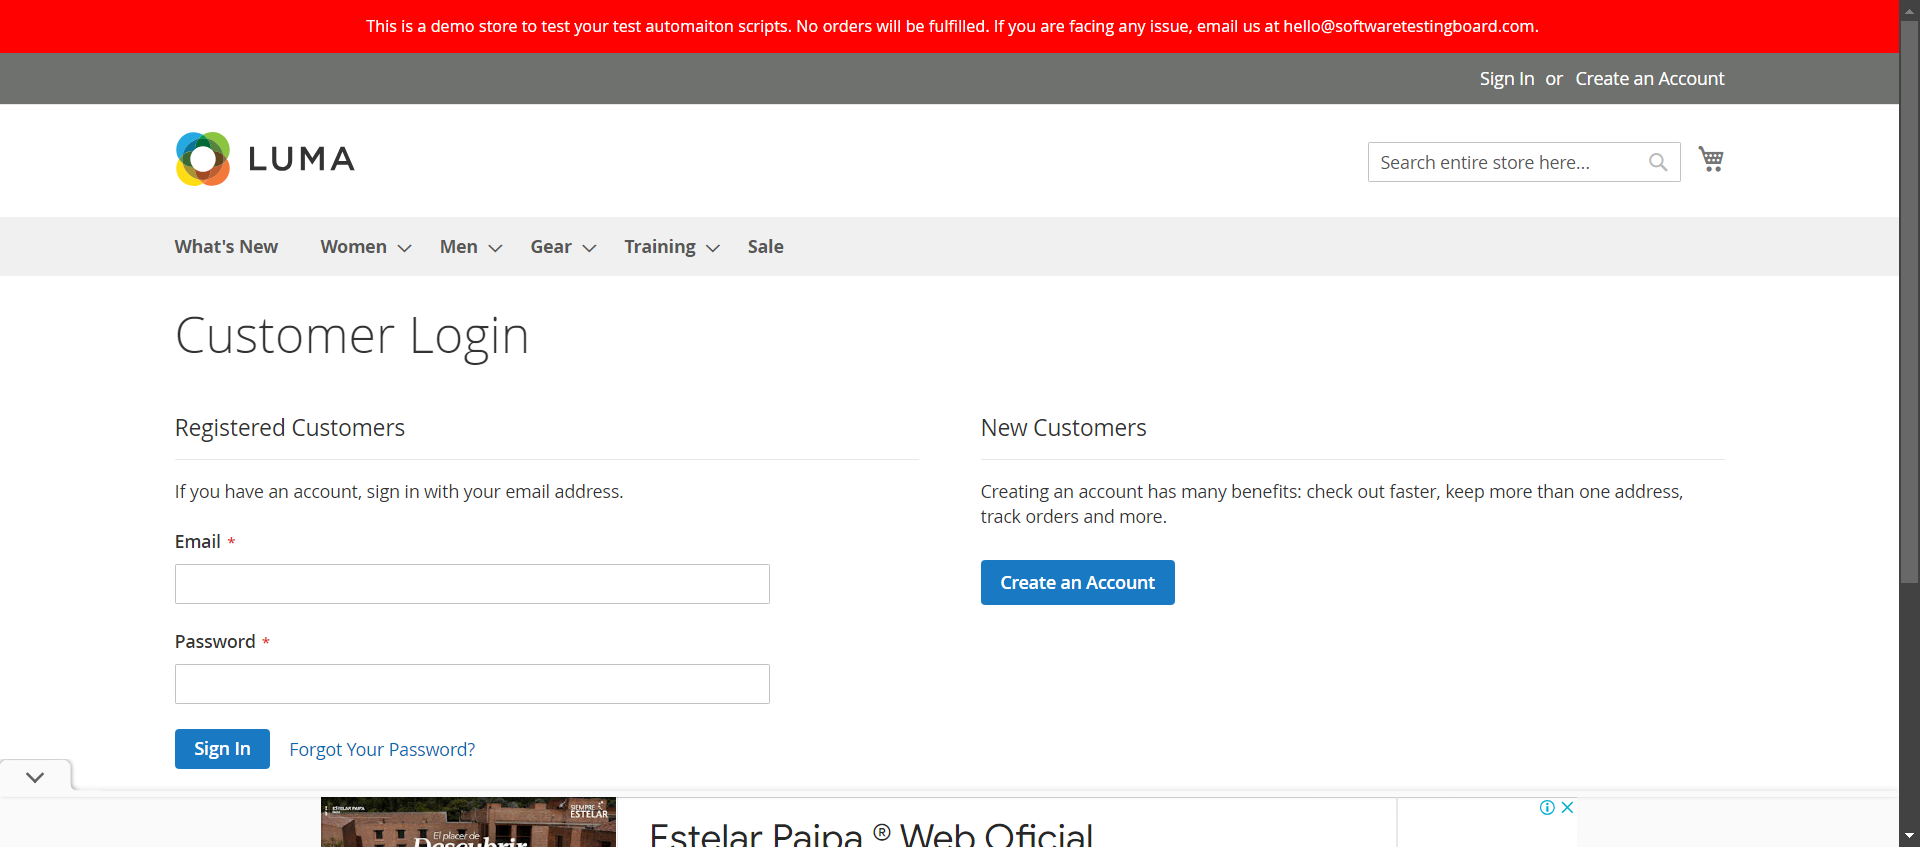 This is a demo store to test your test automaiton scripts. No orders will be fulfilled. If you are facing any issue, email us at hello@softwaretestingboard.com.
Sign In or Create an Account
LUMA
Search entire store here...
What's New Women Men Gear Training Sale
Customer Login
Registered Customers
If you have an account, sign in with your email address.
Email *
Password *
Sign In Forgot Your Password?
New Customers
Creating an account has many benefits: check out faster, keep more than one address,
track orders and more.
Create an Account
ESTELAR PAIPA
SIEMPRE
ESTELAR
El placer de
Descubrir
Estelar Paipa ® Web Oficial